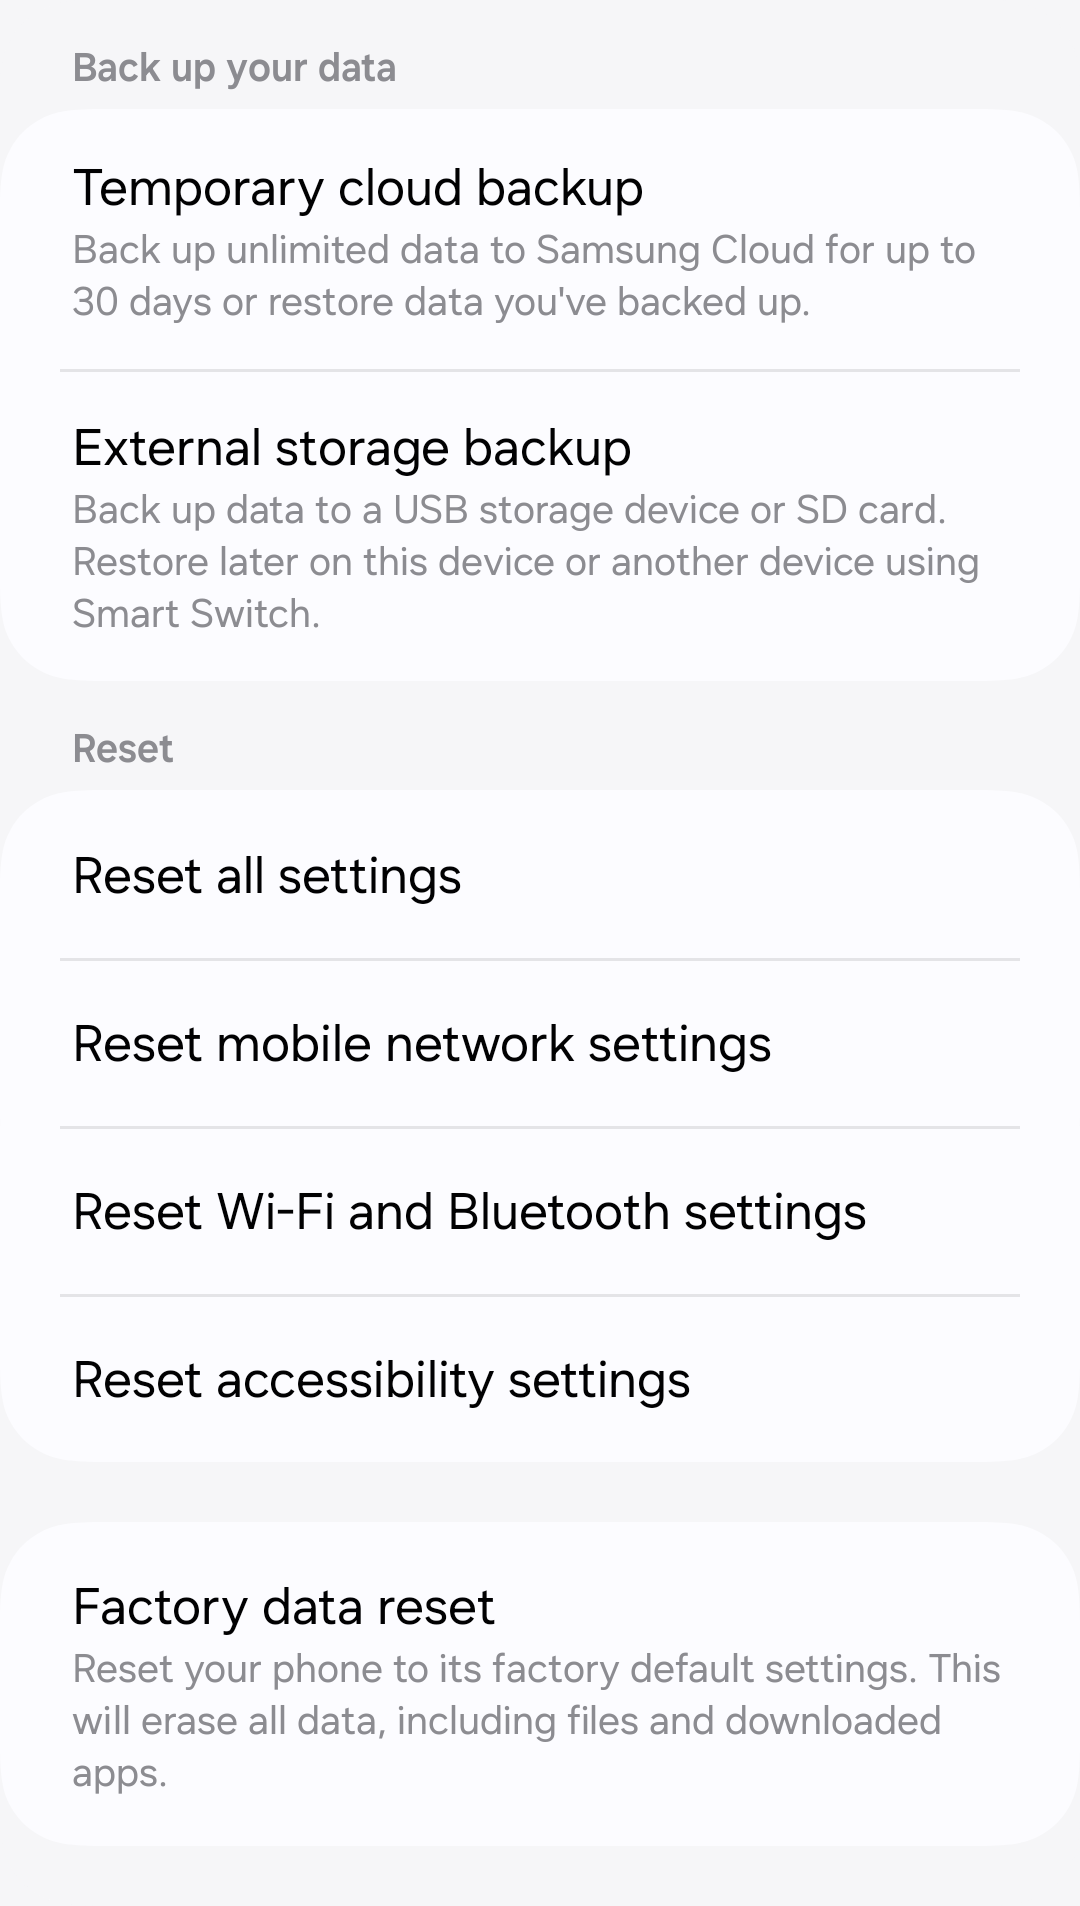 Back up your data
Temporary cloud backup
Back up unlimited data to Samsung Cloud for up to
30 days or restore data you've backed up.
External storage backup
Back up data to a USB storage device or SD card.
Restore later on this device or another device using
Smart Switch.
Reset
Reset all settings
Reset mobile network settings
Reset Wi-Fi and Bluetooth settings
Reset accessibility settings
Factory data reset
Reset your phone to its factory default settings. This
will erase all data, including files and downloaded
apps.